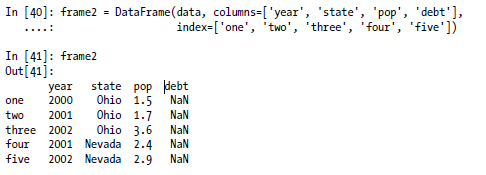 In [40]: frame2 = DataFrame(data, columns=['year', 'state', 'pop', 'debt'],
   ....:                    index=['one', 'two', 'three', 'four', 'five'])
In [41]: frame2
Out[41]:
       year   state  pop  debt
one    2000    Ohio  1.5   NaN
two    2001    Ohio  1.7   NaN
three  2002    Ohio  3.6   NaN
four   2001  Nevada  2.4   NaN
five   2002  Nevada  2.9   NaN